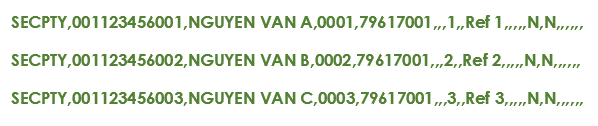 SECPTY,001123456001,NGUYEN VAN A,0001,79617001,,,1,,Ref 1,,,,,N,N,,,,,,
SECPTY,001123456002,NGUYEN VAN B,0002,79617001,,,2,,Ref 2,,,,,N,N,,,,,,
SECPTY,001123456003,NGUYEN VAN C,0003,79617001,,,3,,Ref 3,,,,,N,N,,,,,,